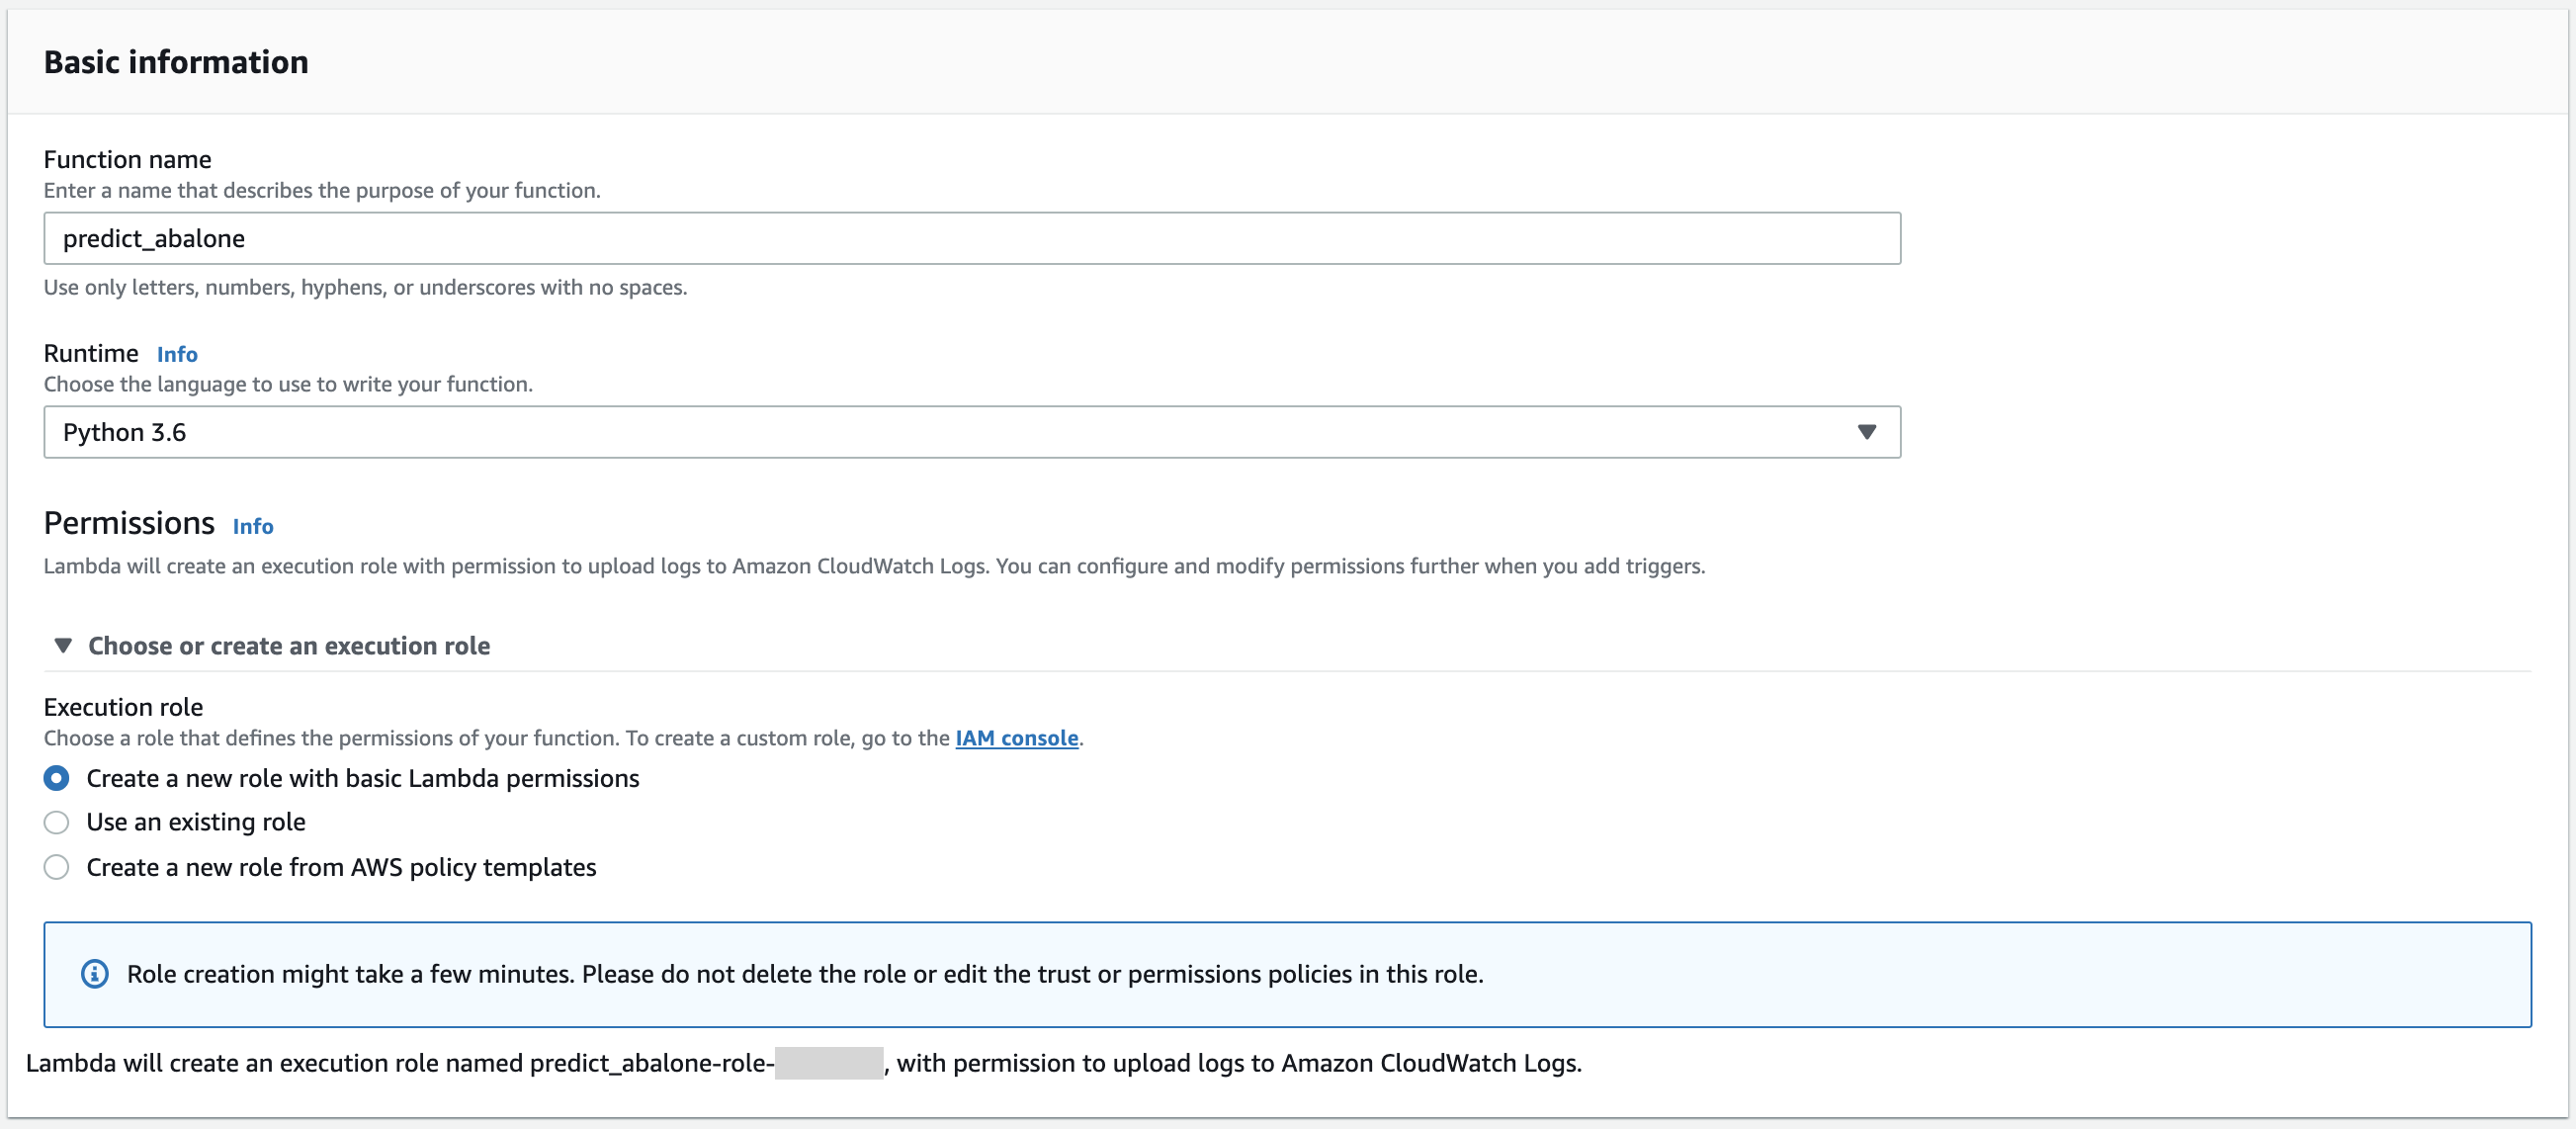 Basic information
Function name
Enter a name that describes the purpose of your function.
predict_abalone
Use only letters, numbers, hyphens, or underscores with no spaces.
Runtime Info
Choose the language to use to write your function.
Python 3.6
Permissions Info
Lambda will create an execution role with permission to upload logs to Amazon CloudWatch Logs. You can configure and modify permissions further when you add triggers.
Choose or create an execution role
Execution role
Choose a role that defines the permissions of your function. To create a custom role, go to the IAM console.
Create a new role with basic Lambda permissions
Use an existing role
Create a new role from AWS policy templates
Role creation might take a few minutes. Please do not delete the role or edit the trust or permissions policies in this role.
Lambda will create an execution role named predict_abalone-role- , with permission to upload logs to Amazon CloudWatch Logs.